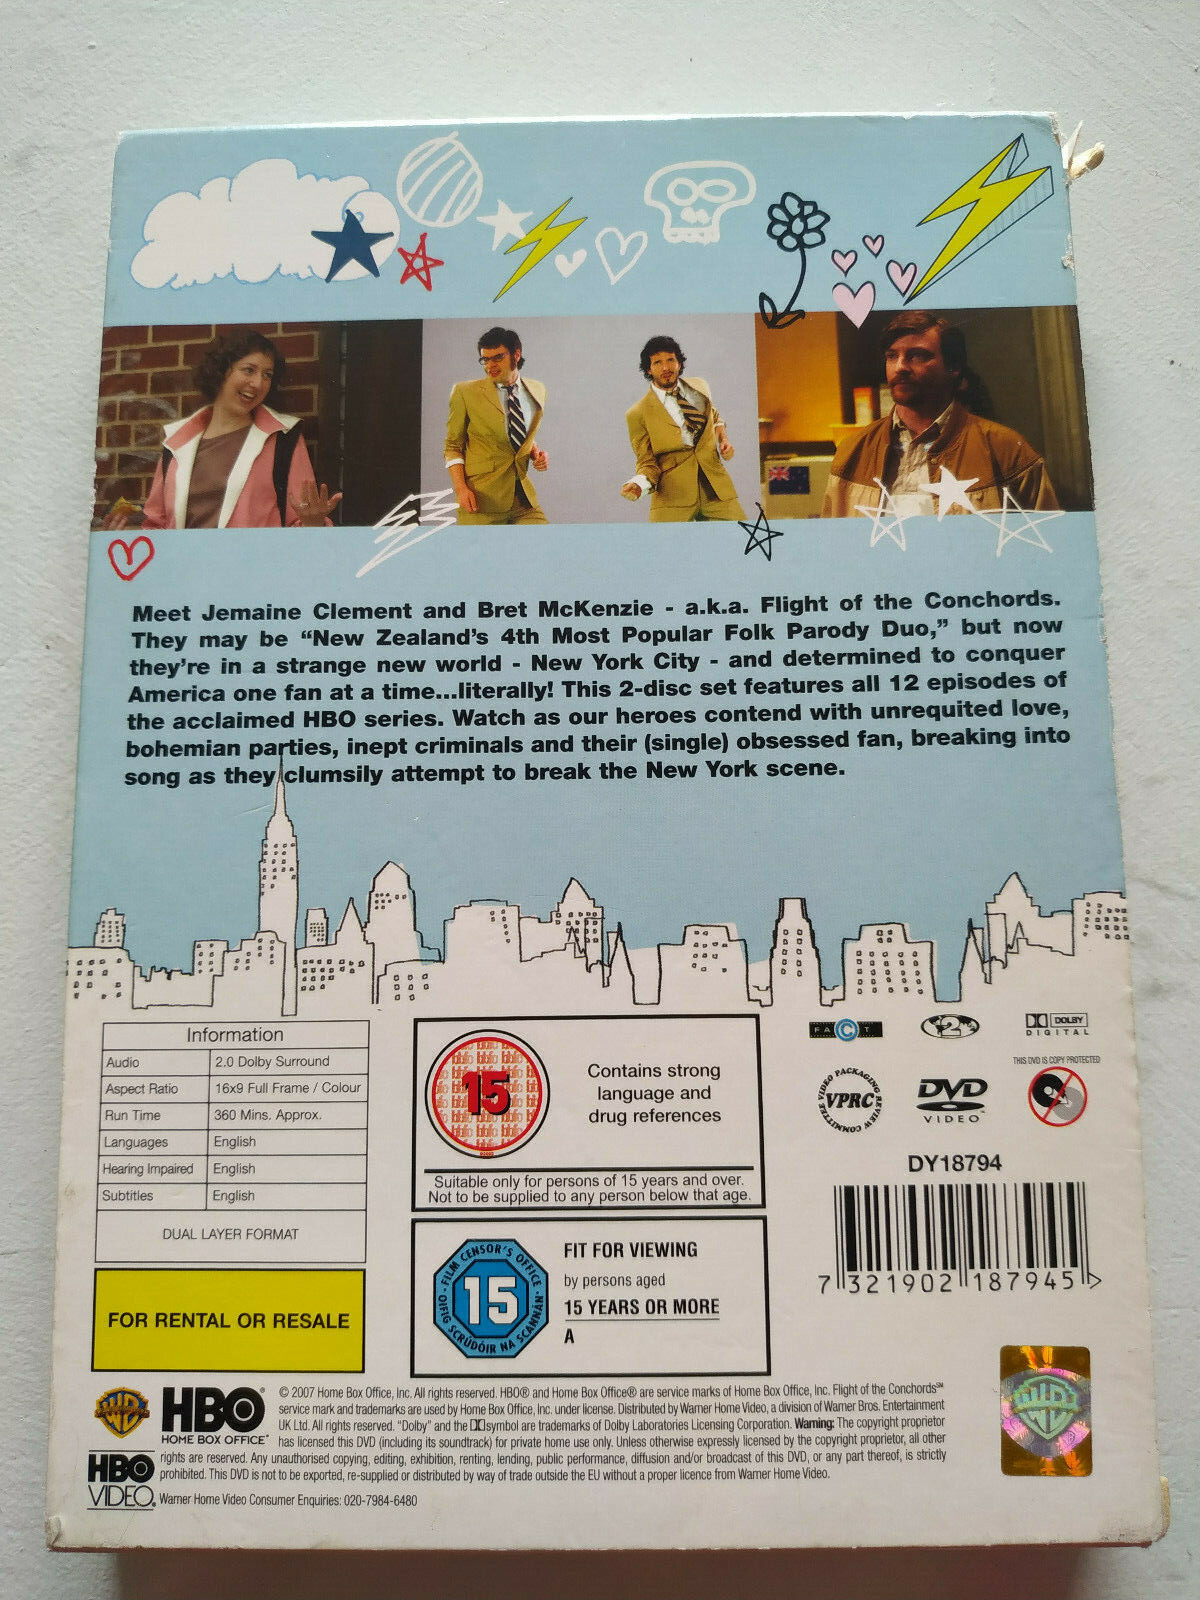 Meet Jemaine Clement and Bret McKenzie - a.k.a. Flight of the Conchords.
They may be “New Zealand’s 4th Most Popular Folk Parody Duo,” but now
they’re in a strange new world - New York City - and determined to conquer
America one fan at a time...literally! This 2-disc set features all 12 episodes of
the acclaimed HBO series. Watch as our heroes contend with unrequited love,
bohemian parties, inept criminals and their (single) obsessed fan, breaking into
song as they clumsily attempt to break the New York scene.
Information
Audio 2.0 Dolby Surround
Aspect Ratio 16x9 Full Frame / Colour
Run Time 360 Mins. Approx.
Languages English
Hearing Impaired English
Subtitles English
DUAL LAYER FORMAT
FOR RENTAL OR RESALE
15
Contains strong
language and
drug references
Suitable only for persons of 15 years and over.
Not to be supplied to any person below that age.
FILM CENSOR'S OFFICE
15
OIFIG SCRÚDÓIR NA SCANNÁN
FIT FOR VIEWING
by persons aged
15 YEARS OR MORE
A
FACT
2
DOLBY
DIGITAL
THIS DVD IS COPY PROTECTED
VIDEO PACKAGING REVIEW COMMITTEE
VPRC
DVD
VIDEO
DY18794
7 321902 187945 >
WB
HBO®
HOME BOX OFFICE®
HBO
VIDEO®
© 2007 Home Box Office, Inc. All rights reserved. HBO® and Home Box Office® are service marks of Home Box Office, Inc. Flight of the Conchords℠
service mark and trademarks are used by Home Box Office, Inc. under license. Distributed by Warner Home Video, a division of Warner Bros. Entertainment
UK Ltd. All rights reserved. “Dolby” and the symbol are trademarks of Dolby Laboratories Licensing Corporation. Warning: The copyright proprietor
has licensed this DVD (including its soundtrack) for private home use only. Unless otherwise expressly licensed by the copyright proprietor, all other
rights are reserved. Any unauthorised copying, editing, exhibition, renting, lending, public performance, diffusion and/or broadcast of this DVD, or any part thereof, is strictly
prohibited. This DVD is not to be exported, re-supplied or distributed by way of trade outside the EU without a proper licence from Warner Home Video.
Warner Home Video Consumer Enquiries: 020-7984-6480
WB